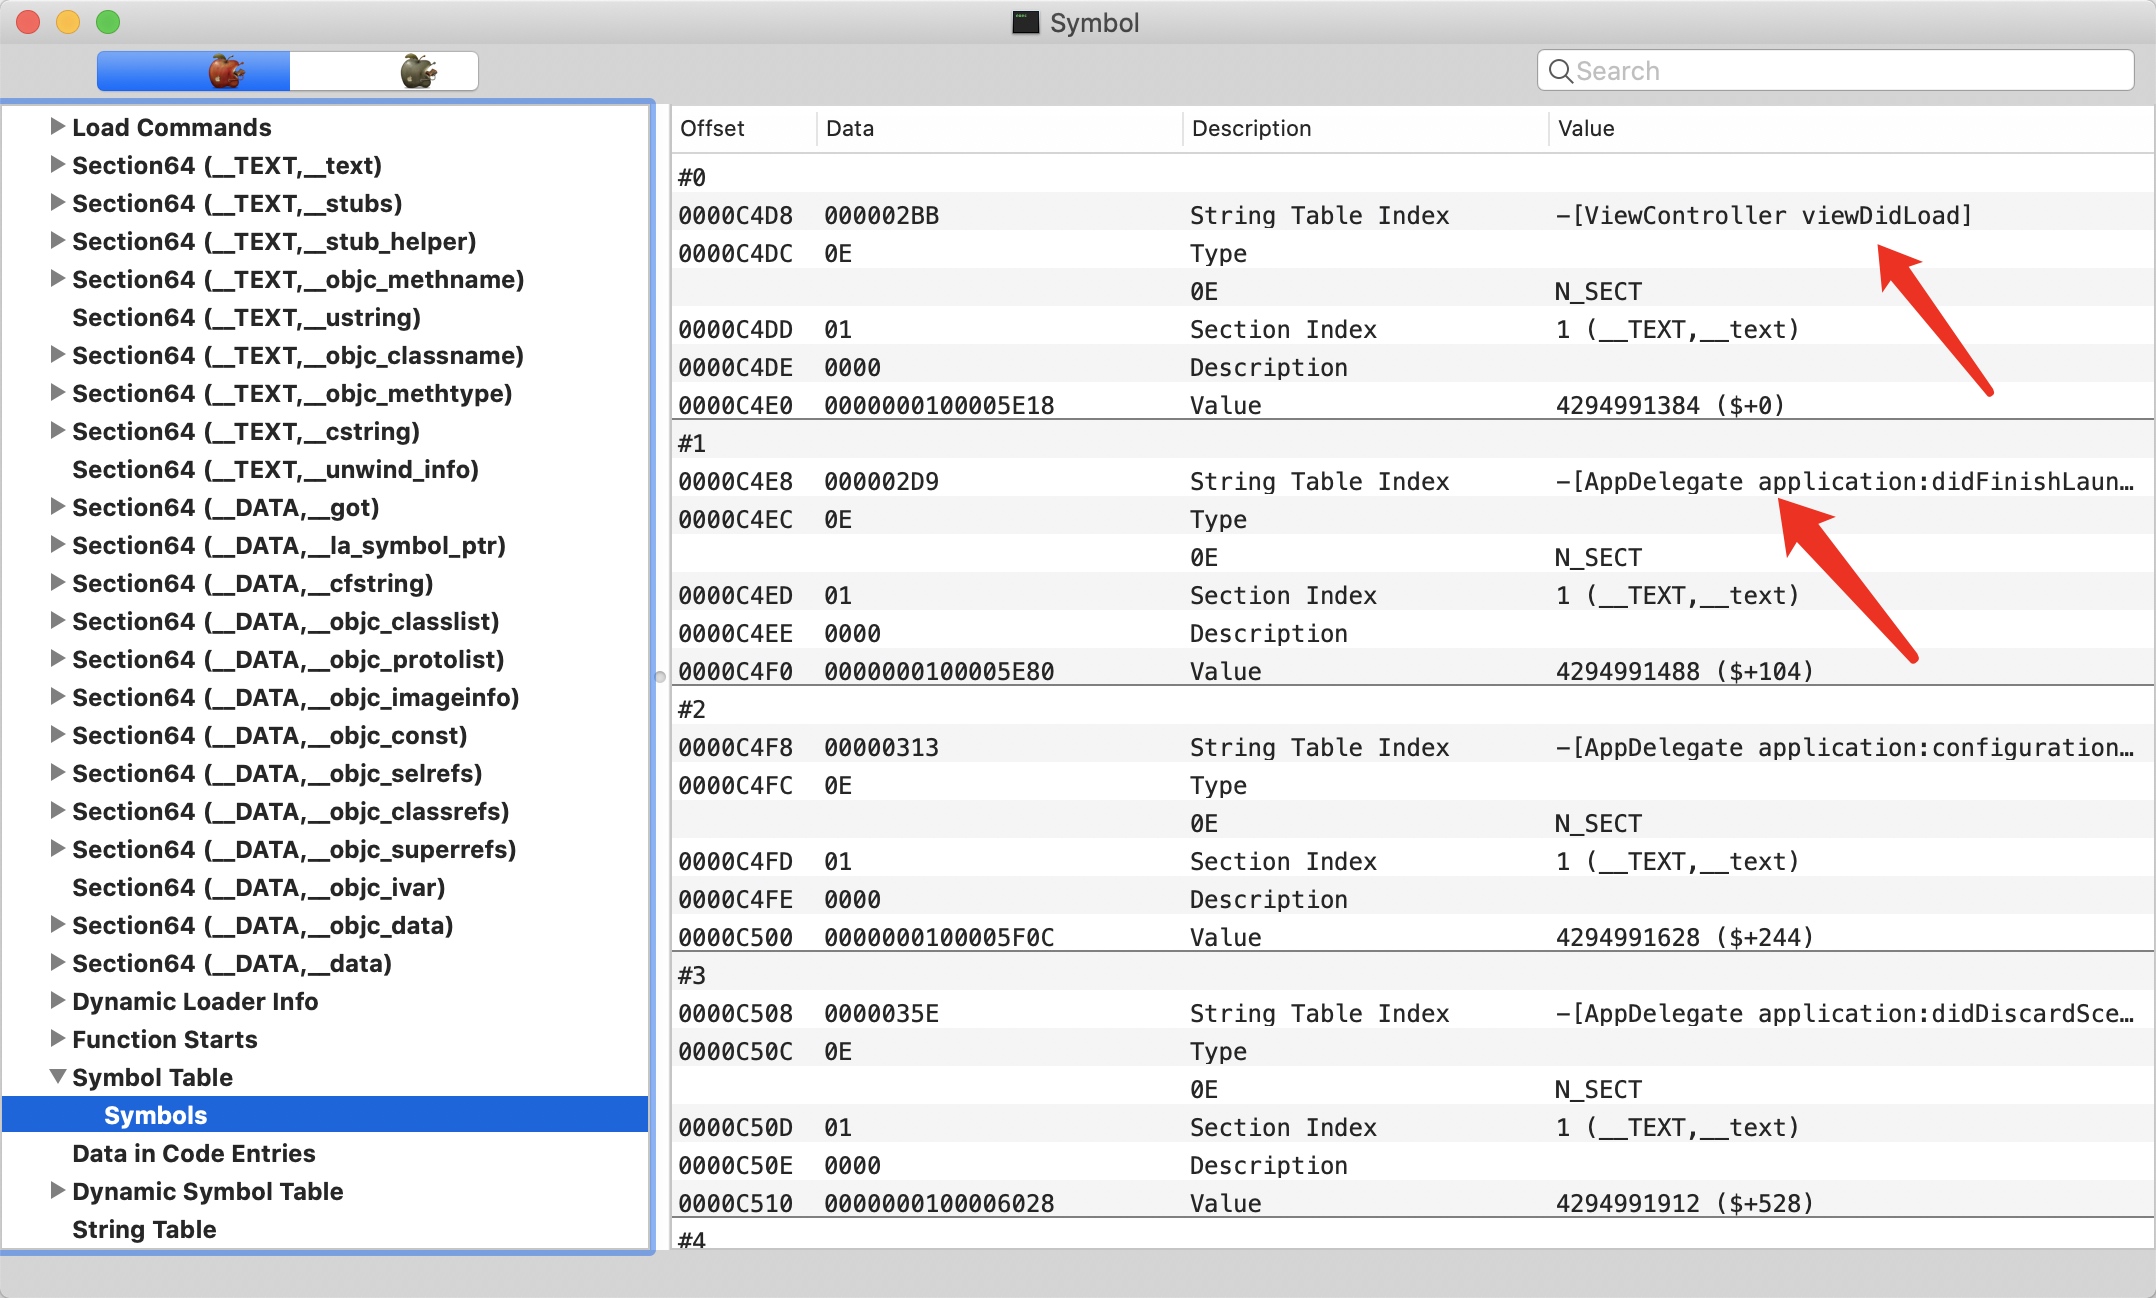 Symbol
Search
Load Commands
Section64 (__TEXT,__text)
Section64 (__TEXT,__stubs)
Section64 (__TEXT,__stub_helper)
Section64 (__TEXT,__objc_methname)
Section64 (__TEXT,__ustring)
Section64 (__TEXT,__objc_classname)
Section64 (__TEXT,__objc_methtype)
Section64 (__TEXT,__cstring)
Section64 (__TEXT,__unwind_info)
Section64 (__DATA,__got)
Section64 (__DATA,__la_symbol_ptr)
Section64 (__DATA,__cfstring)
Section64 (__DATA,__objc_classlist)
Section64 (__DATA,__objc_protolist)
Section64 (__DATA,__objc_imageinfo)
Section64 (__DATA,__objc_const)
Section64 (__DATA,__objc_selrefs)
Section64 (__DATA,__objc_classrefs)
Section64 (__DATA,__objc_superrefs)
Section64 (__DATA,__objc_ivar)
Section64 (__DATA,__objc_data)
Section64 (__DATA,__data)
Dynamic Loader Info
Function Starts
Symbol Table
Symbols
Data in Code Entries
Dynamic Symbol Table
String Table
Offset Data Description Value
#0
0000C4D8 000002BB String Table Index -[ViewController viewDidLoad]
0000C4DC 0E Type
0E N_SECT
0000C4DD 01 Section Index 1 (__TEXT,__text)
0000C4DE 0000 Description
0000C4E0 0000000100005E18 Value 4294991384 ($+0)
#1
0000C4E8 000002D9 String Table Index -[AppDelegate application:didFinishLaun…
0000C4EC 0E Type
0E N_SECT
0000C4ED 01 Section Index 1 (__TEXT,__text)
0000C4EE 0000 Description
0000C4F0 0000000100005E80 Value 4294991488 ($+104)
#2
0000C4F8 00000313 String Table Index -[AppDelegate application:configuration…
0000C4FC 0E Type
0E N_SECT
0000C4FD 01 Section Index 1 (__TEXT,__text)
0000C4FE 0000 Description
0000C500 0000000100005F0C Value 4294991628 ($+244)
#3
0000C508 0000035E String Table Index -[AppDelegate application:didDiscardSce…
0000C50C 0E Type
0E N_SECT
0000C50D 01 Section Index 1 (__TEXT,__text)
0000C50E 0000 Description
0000C510 0000000100006028 Value 4294991912 ($+528)
#4